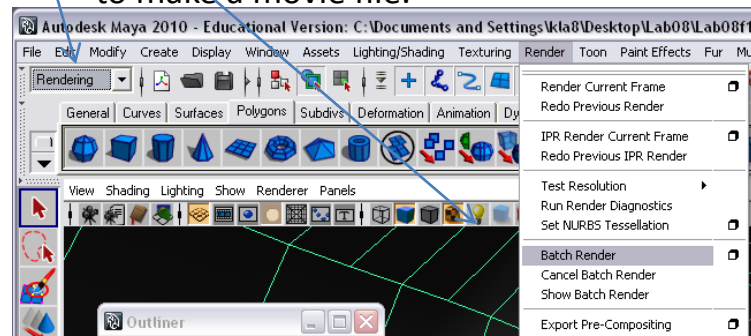 to make a movie file.
Autodesk Maya 2010 - Educational Version: C:\Documents and Settings\kla8\Desktop\Lab08\Lab08f1
File Edit Modify Create Display Window Assets Lighting/Shading Texturing Render Toon Paint Effects Fur Mu
Rendering
General Curves Surfaces Polygons Subdivs Deformation Animation Dy
View Shading Lighting Show Renderer Panels
Outliner
Render Current Frame
Redo Previous Render
IPR Render Current Frame
Redo Previous IPR Render
Test Resolution
Run Render Diagnostics
Set NURBS Tessellation
Batch Render
Cancel Batch Render
Show Batch Render
Export Pre-Compositing